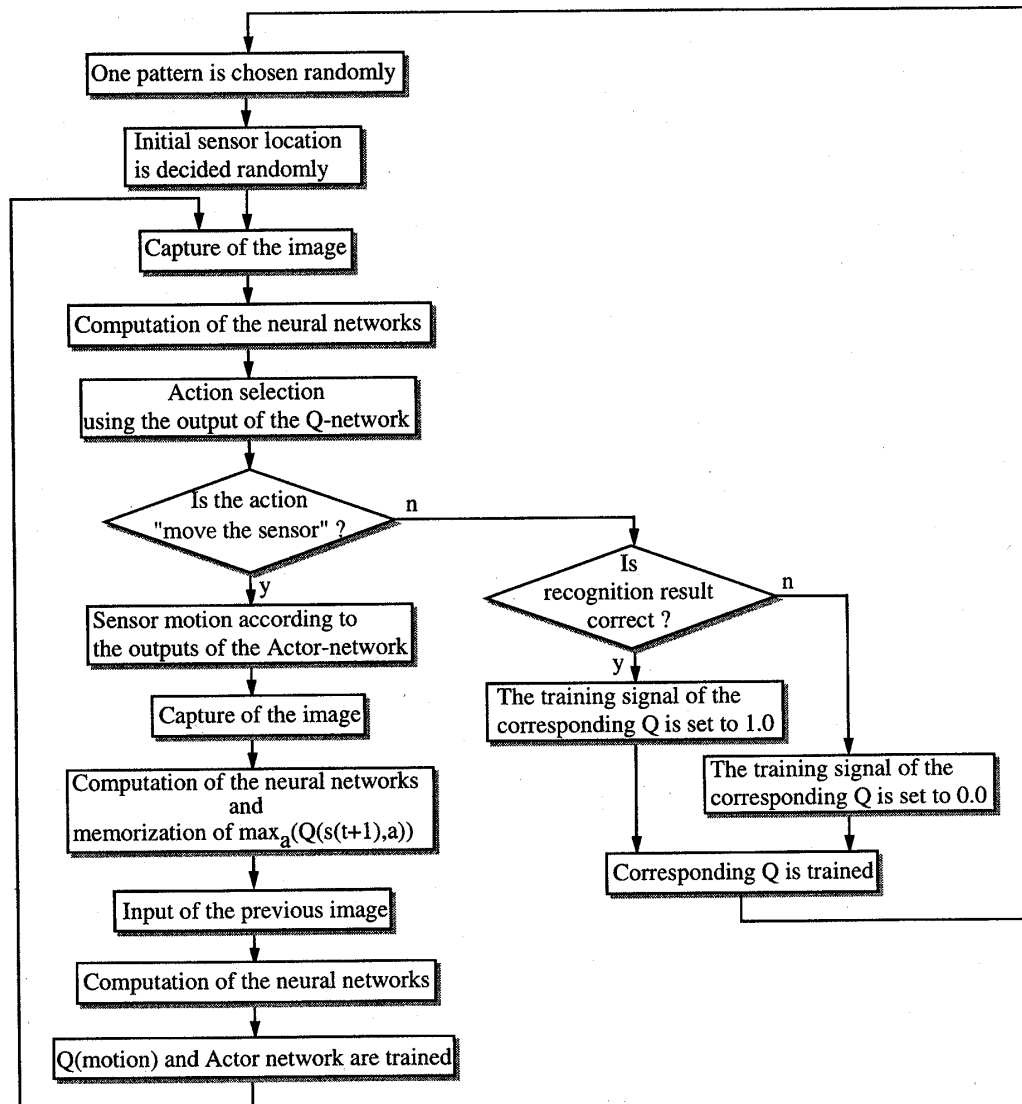 One pattern is chosen randomly
Initial sensor location
is decided randomly
Capture of the image
Computation of the neural networks
Action selection
using the output of the Q-network
Is the action
"move the sensor" ?
n
y
Sensor motion according to
the outputs of the Actor-network
Capture of the image
Computation of the neural networks
and
memorization of max_a(Q(s(t+1),a))
Input of the previous image
Computation of the neural networks
Q(motion) and Actor network are trained
Is
recognition result
correct ?
n
y
The training signal of the
corresponding Q is set to 1.0
The training signal of the
corresponding Q is set to 0.0
Corresponding Q is trained